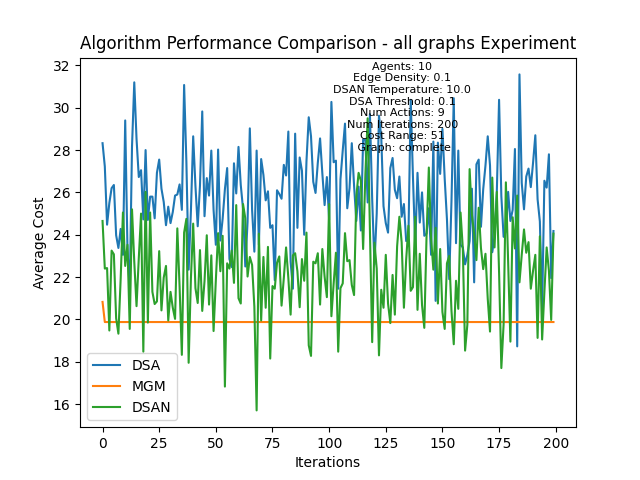 Algorithm Performance Comparison - all graphs Experiment
Agents: 10
Edge Density: 0.1
DSAN Temperature: 10.0
DSA Threshold: 0.1
Num Actions: 9
Num Iterations: 200
Cost Range: 51
Graph: complete
Average Cost
32
30
28
26
24
22
20
18
16
DSA
MGM
DSAN
0
25
50
75
100
125
150
175
200
Iterations